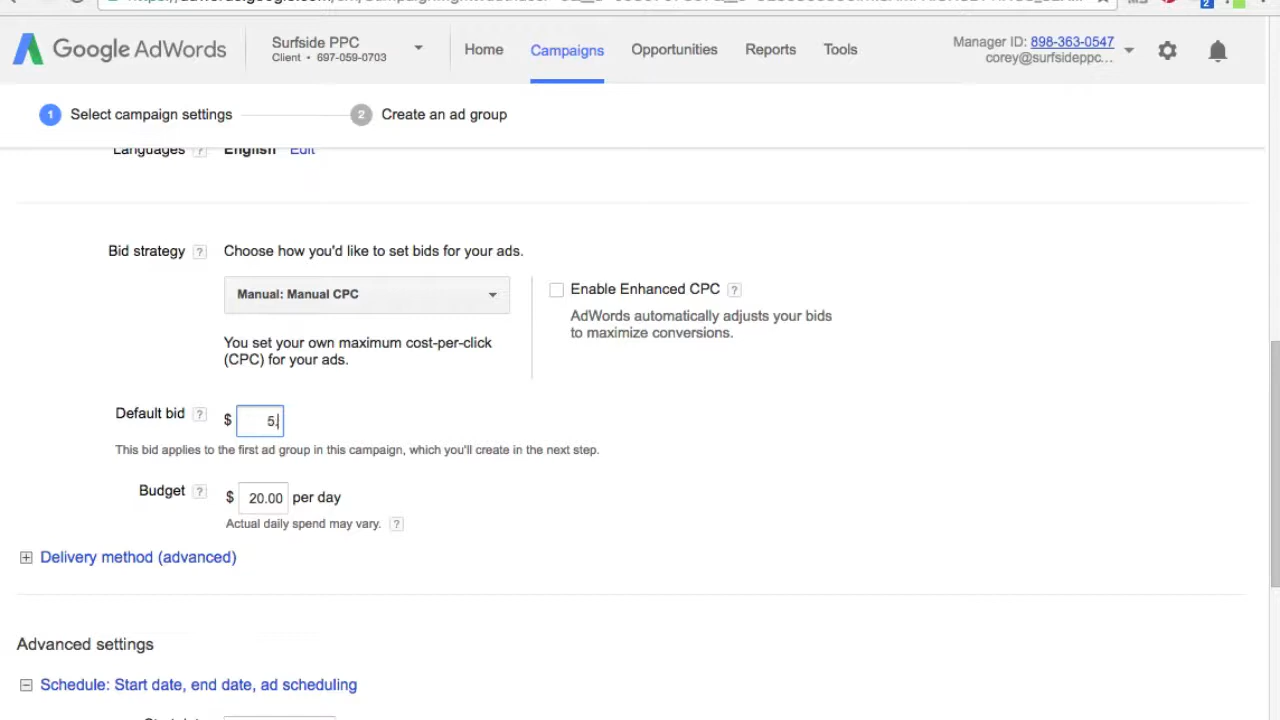 Google AdWords
Surfside PPC
Client • 697-059-0703
Home
Campaigns
Opportunities
Reports
Tools
Manager ID: 898-363-0547
corey@surfsideppc...
2
1 Select campaign settings
2 Create an ad group
Languages ? English Edit
Bid strategy ? Choose how you'd like to set bids for your ads.
Manual: Manual CPC
Enable Enhanced CPC ?
AdWords automatically adjusts your bids
to maximize conversions.
You set your own maximum cost-per-click
(CPC) for your ads.
Default bid ? $ 5.
This bid applies to the first ad group in this campaign, which you'll create in the next step.
Budget ? $ 20.00 per day
Actual daily spend may vary. ?
Delivery method (advanced)
Advanced settings
Schedule: Start date, end date, ad scheduling